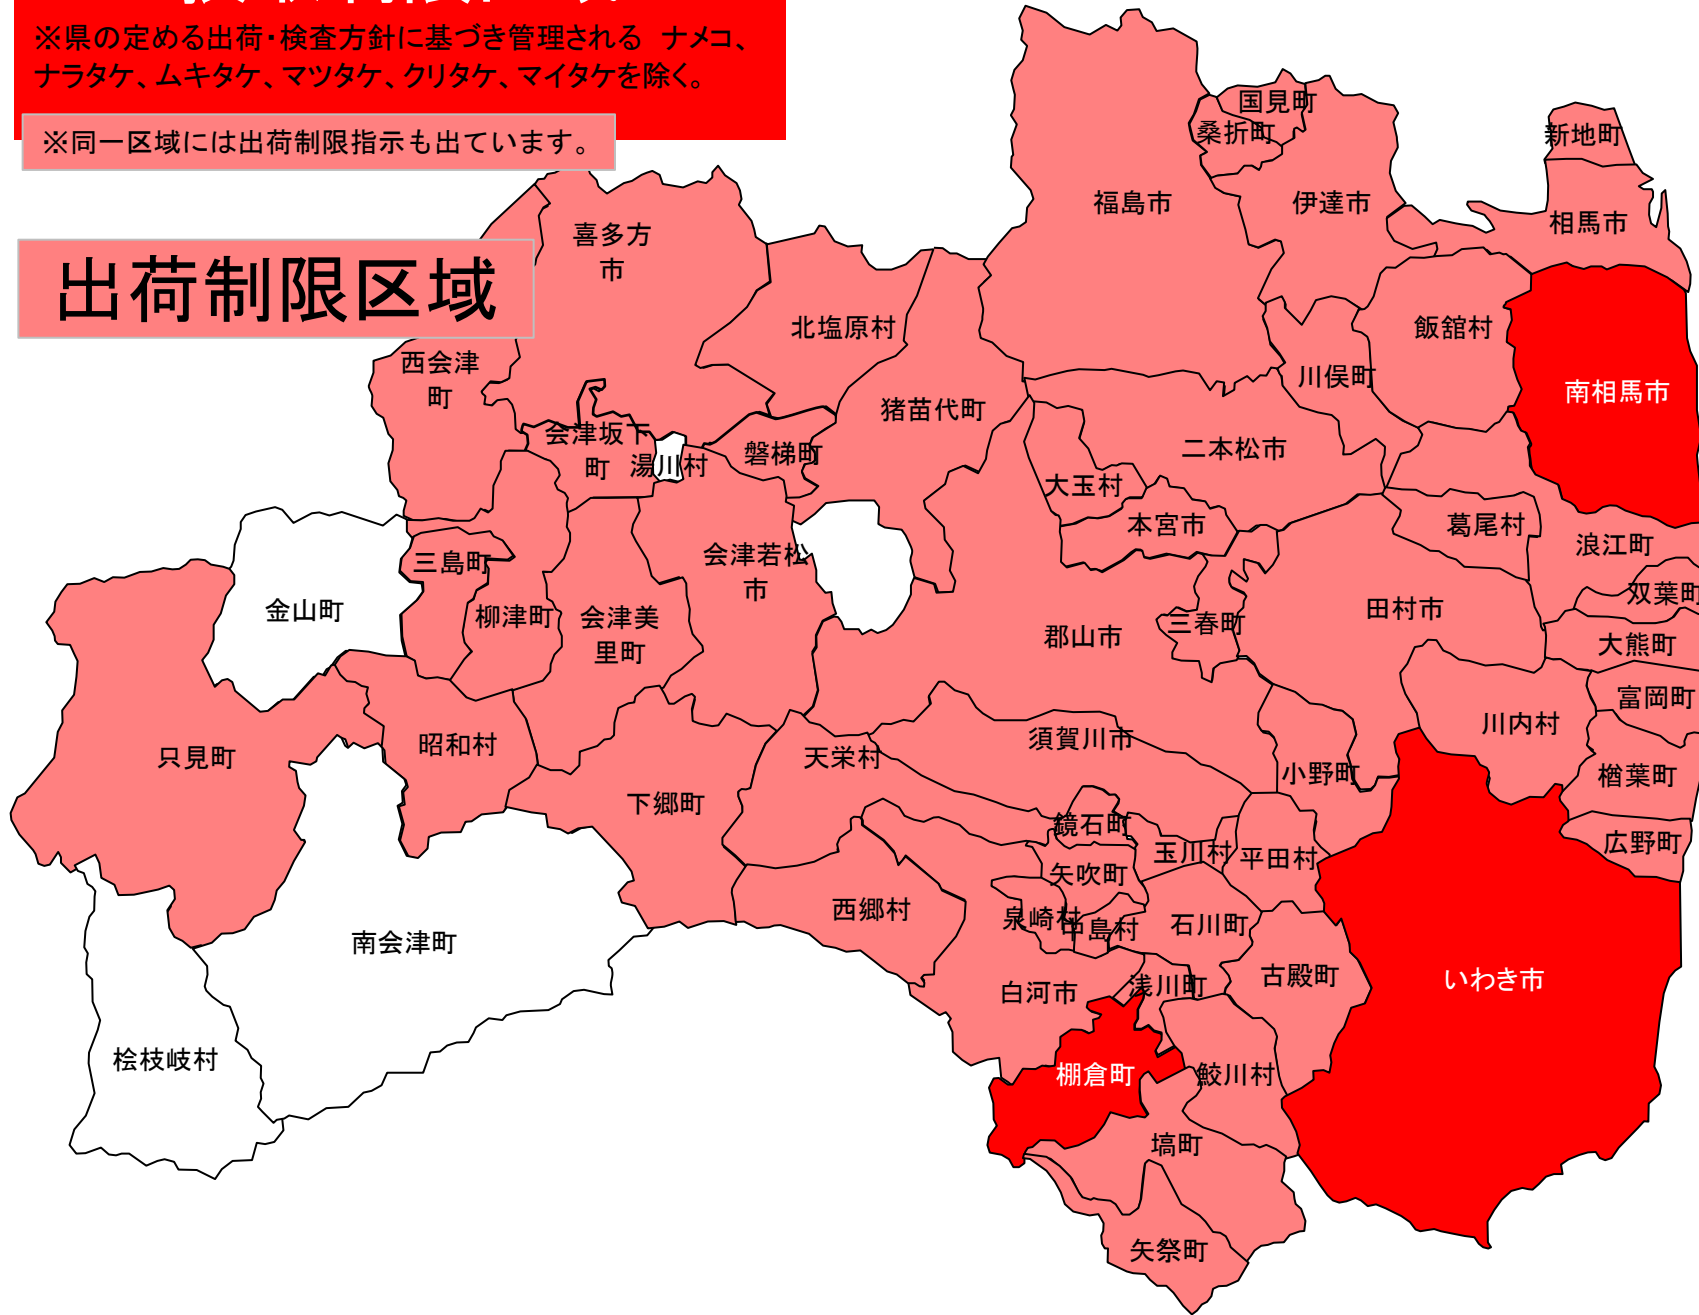 ※県の定める出荷・検査方針に基づき管理される　ナメコ、
ナラタケ、ムキタケ、マツタケ、クリタケ、マイタケを除く。
※同一区域には出荷制限指示も出ています。
出荷制限区域
国見町
桑折町
新地町
福島市
伊達市
相馬市
喜多方
市
北塩原村
飯舘村
西会津
町
川俣町
南相馬市
猪苗代町
会津坂下
町
湯川村
磐梯町
二本松市
大玉村
本宮市
葛尾村
浪江町
三島町
会津若松
市
双葉町
金山町
柳津町
会津美
里町
郡山市
三春町
田村市
大熊町
富岡町
只見町
昭和村
天栄村
須賀川市
川内村
小野町
楢葉町
下郷町
鏡石町
玉川村
平田村
広野町
矢吹町
西郷村
泉崎村
中島村
石川町
南会津町
白河市
浅川町
古殿町
いわき市
桧枝岐村
棚倉町
鮫川村
塙町
矢祭町